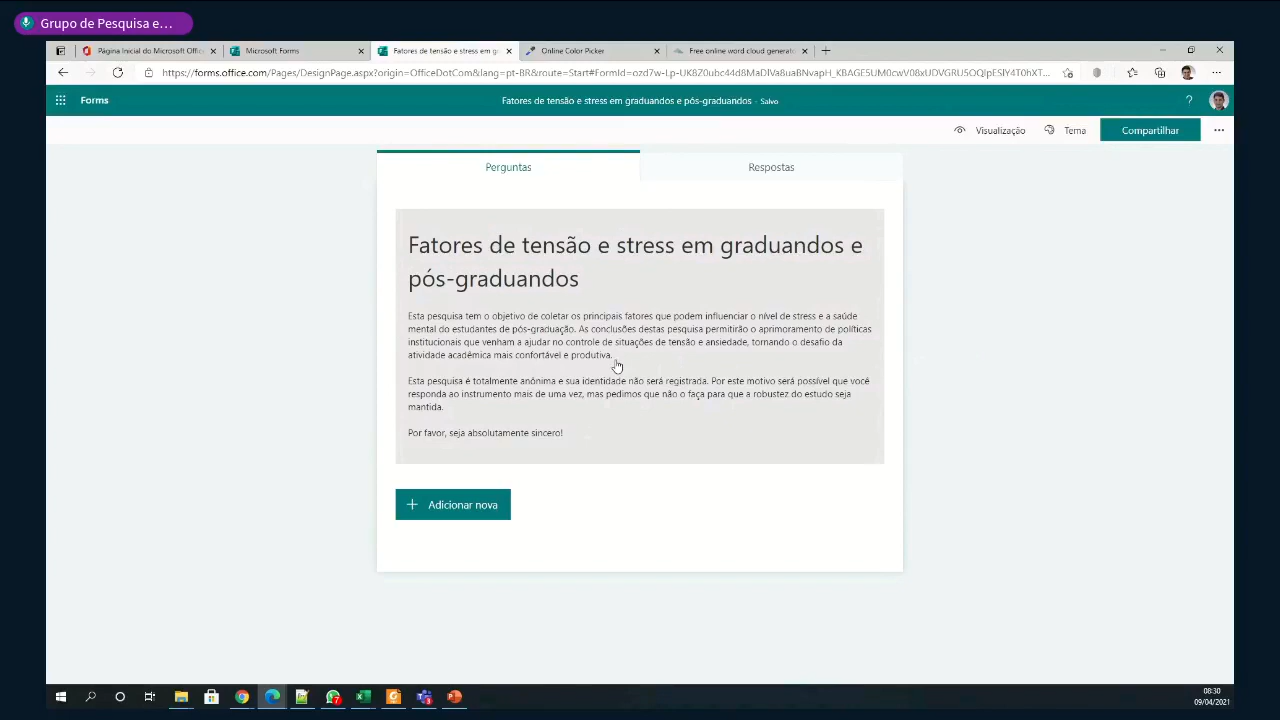 Grupo de Pesquisa e...
Página Inicial do Microsoft Offic
Microsoft Forms
Fatores de tensão e stress em gr
Online Color Picker
Free online word cloud generato
Forms
Fatores de tensão e stress em graduandos e pós-graduandos - Salvo
?
Visualização
Tema
Compartilhar
Perguntas
Respostas
Fatores de tensão e stress em graduandos e
pós-graduandos
Esta pesquisa tem o objetivo de coletar os principais fatores que podem influenciar o nível de stress e a saúde
mental do estudantes de pós-graduação. As conclusões destas pesquisa permitirão o aprimoramento de políticas
institucionais que venham a ajudar no controle de situações de tensão e ansiedade, tornando o desafio da
atividade acadêmica mais confortável e produtiva.
Esta pesquisa é totalmente anônima e sua identidade não será registrada. Por este motivo será possível que você
responda ao instrumento mais de uma vez, mas pedimos que não o faça para que a robustez do estudo seja
mantida.
Por favor, seja absolutamente sincero!
Adicionar nova
08:30
09/04/2021